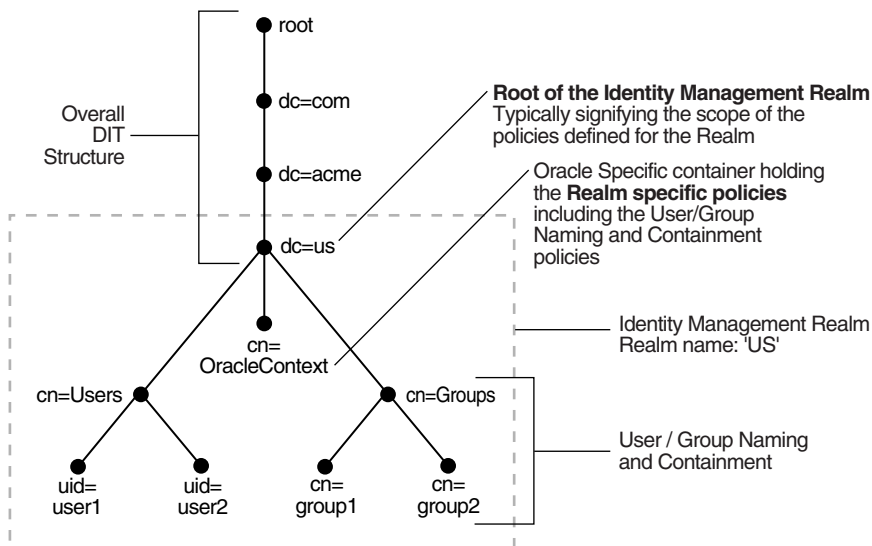 root
dc=com
Overall
DIT
Structure
dc=acme
dc=us
Root of the Identity Management Realm
Typically signifying the scope of the
policies defined for the Realm
Oracle Specific container holding
the Realm specific policies
including the User/Group
Naming and Containment
policies
cn=
OracleContext
Identity Management Realm
Realm name: 'US'
cn=Users
cn=Groups
User / Group Naming
and Containment
uid=
user1
uid=
user2
cn=
group1
cn=
group2